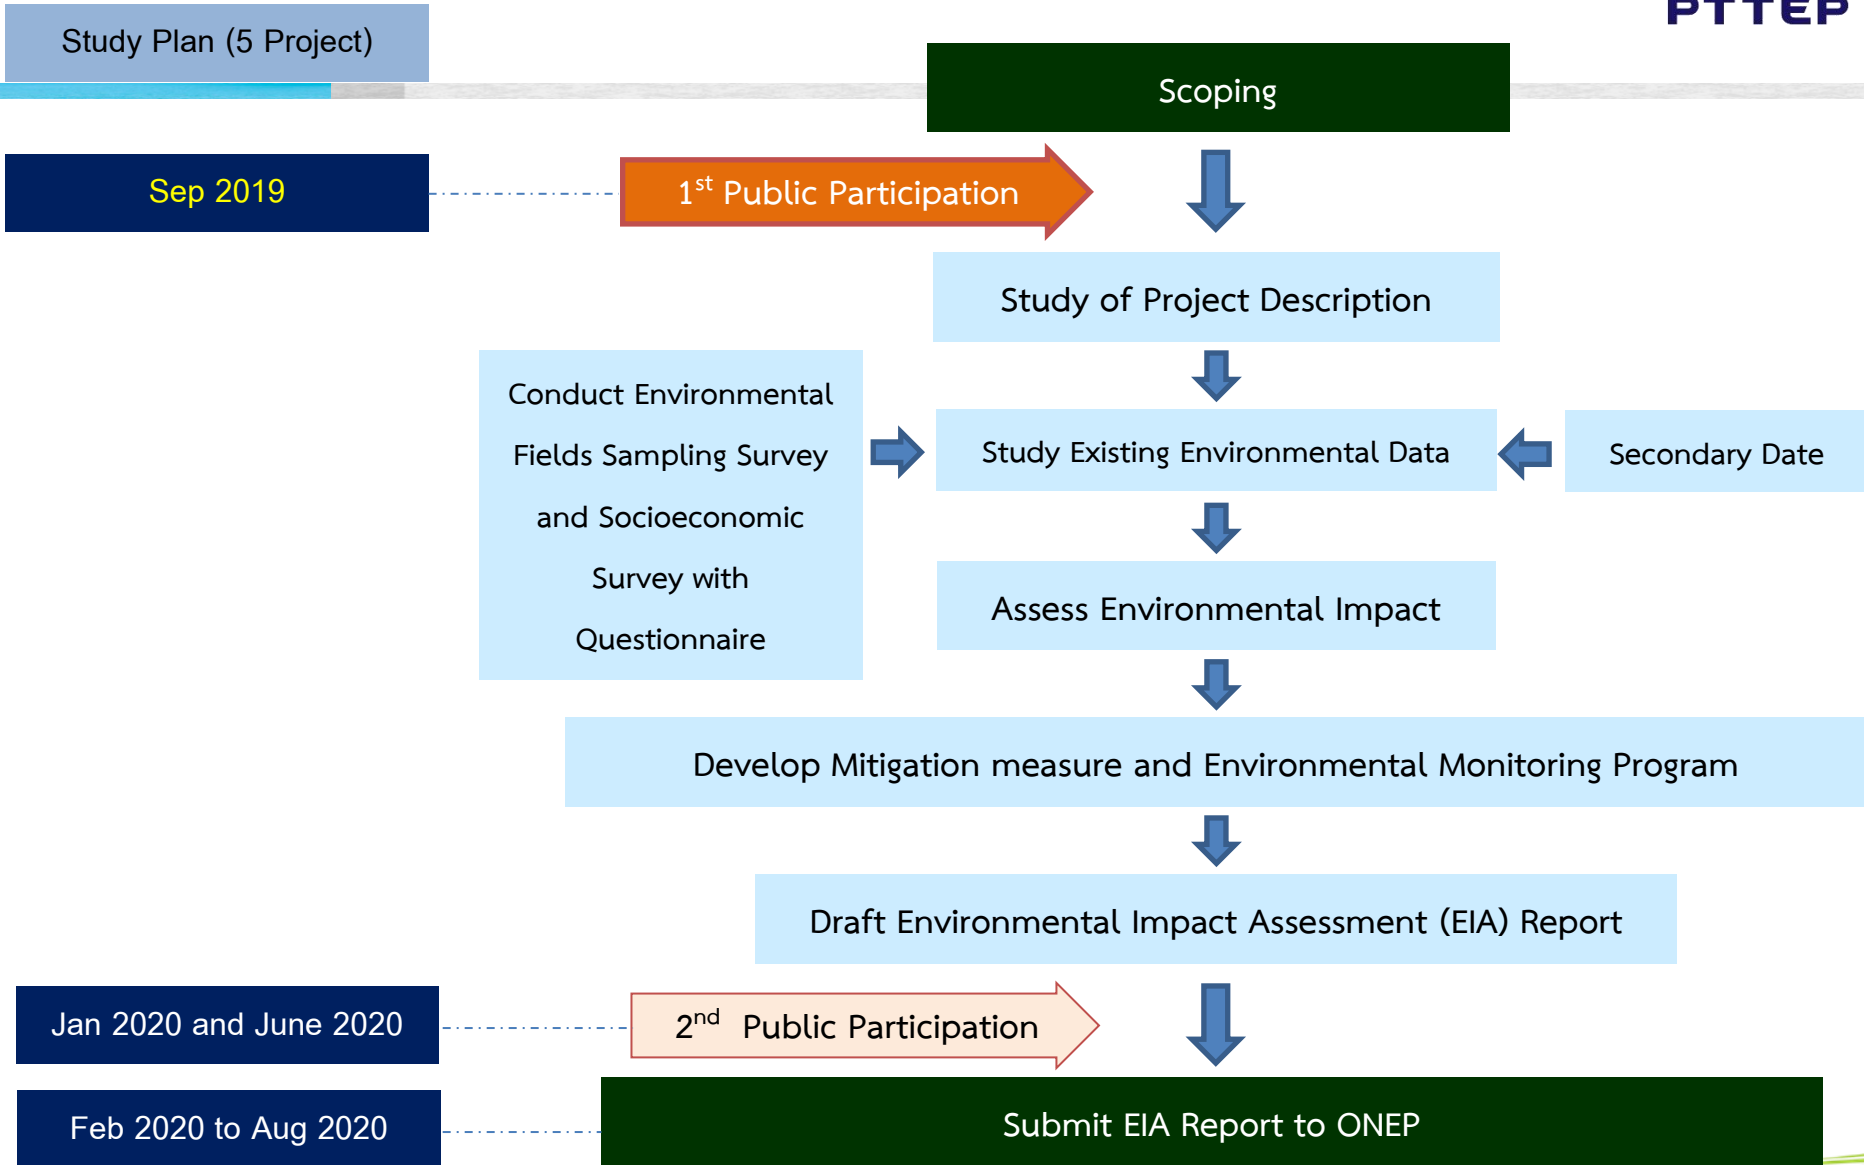 PTTEP
Study Plan (5 Project)
Scoping
Sep 2019
1st Public Participation
Study of Project Description
Conduct Environmental
Fields Sampling Survey
and Socioeconomic
Survey with
Questionnaire
Study Existing Environmental Data
Secondary Date
Assess Environmental Impact
Develop Mitigation measure and Environmental Monitoring Program
Draft Environmental Impact Assessment (EIA) Report
Jan 2020 and June 2020
2nd Public Participation
Feb 2020 to Aug 2020
Submit EIA Report to ONEP